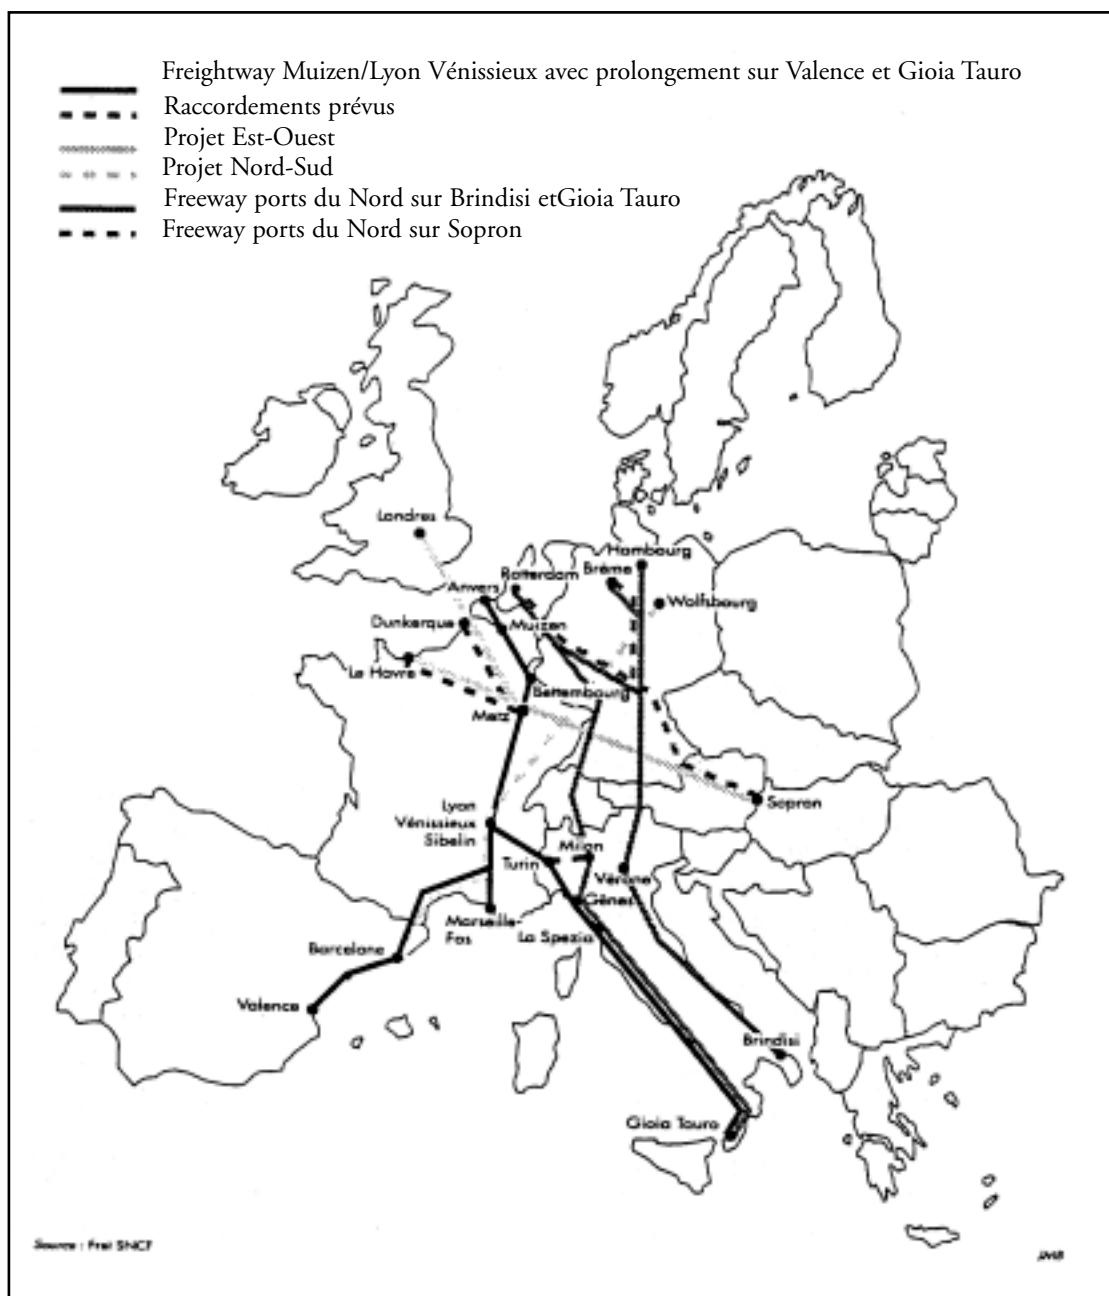 Freightway Muizen/Lyon Vénissieux avec prolongement sur Valence et Gioia Tauro
Raccordements prévus
Projet Est-Ouest
Projet Nord-Sud
Freeway ports du Nord sur Brindisi etGioia Tauro
Freeway ports du Nord sur Sopron
Londres
Hambourg
Brême
Rotterdam
Anvers
Wolfsbourg
Dunkerque
Muizen
Le Havre
Bettembourg
Metz
Sopron
Lyon
Vénissieux
Sibelin
Milan
Turin
Vérone
Gênes
Marseille-
Fos
La Spezia
Barcelone
Valence
Brindisi
Gioia Tauro
Source : Fret SNCF
JMB